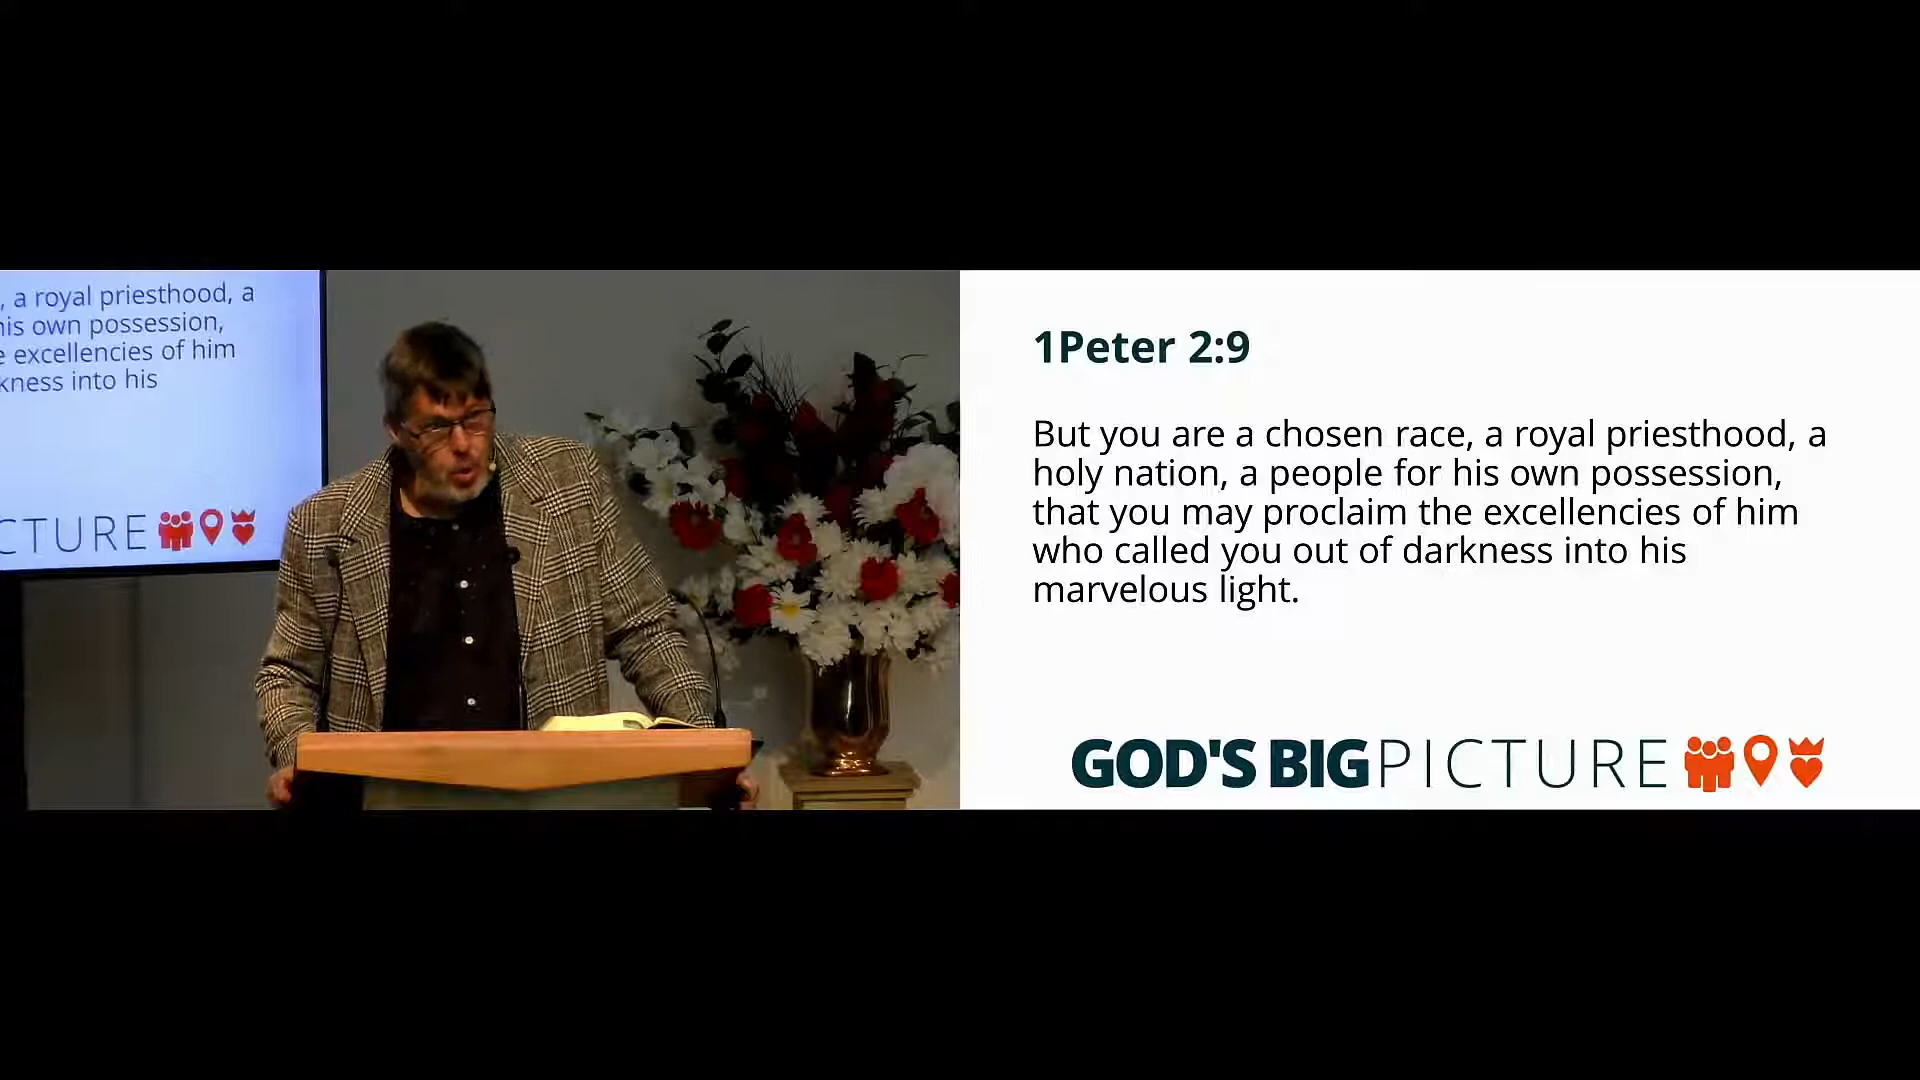 , a royal priesthood, a
his own possession,
e excellencies of him
kness into his
CTURE
1Peter 2:9
But you are a chosen race, a royal priesthood, a
holy nation, a people for his own possession,
that you may proclaim the excellencies of him
who called you out of darkness into his
marvelous light.
GOD'S BIG PICTURE